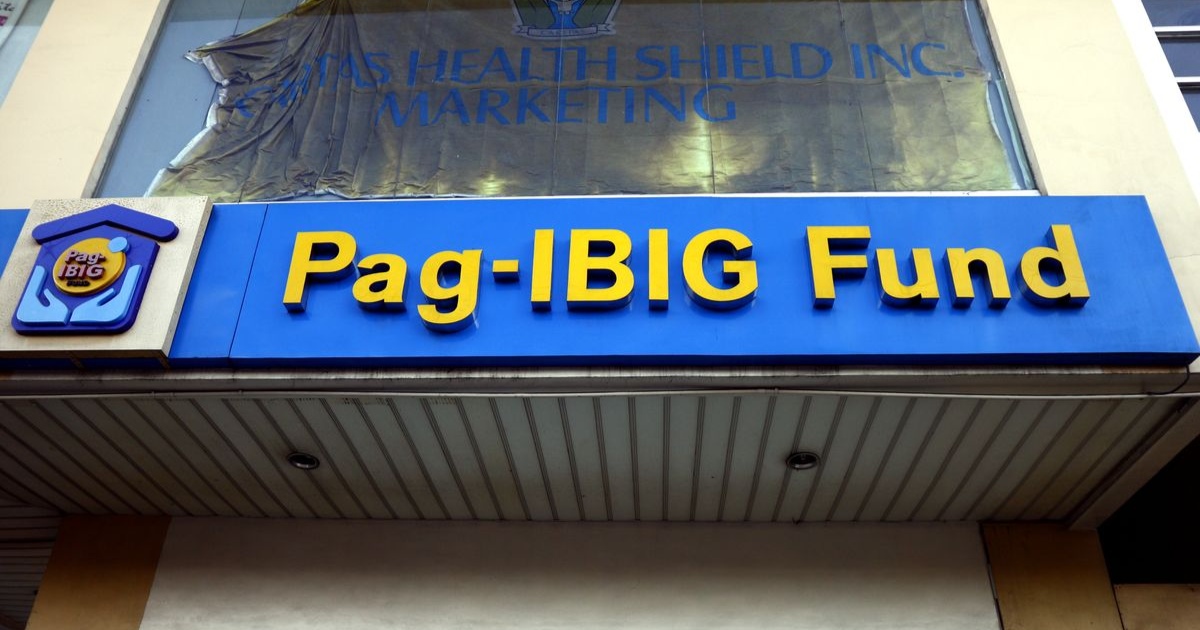 HEALTH SHIELD INC.
MARKETING
Pag-
IBIG
Pag-IBIG Fund